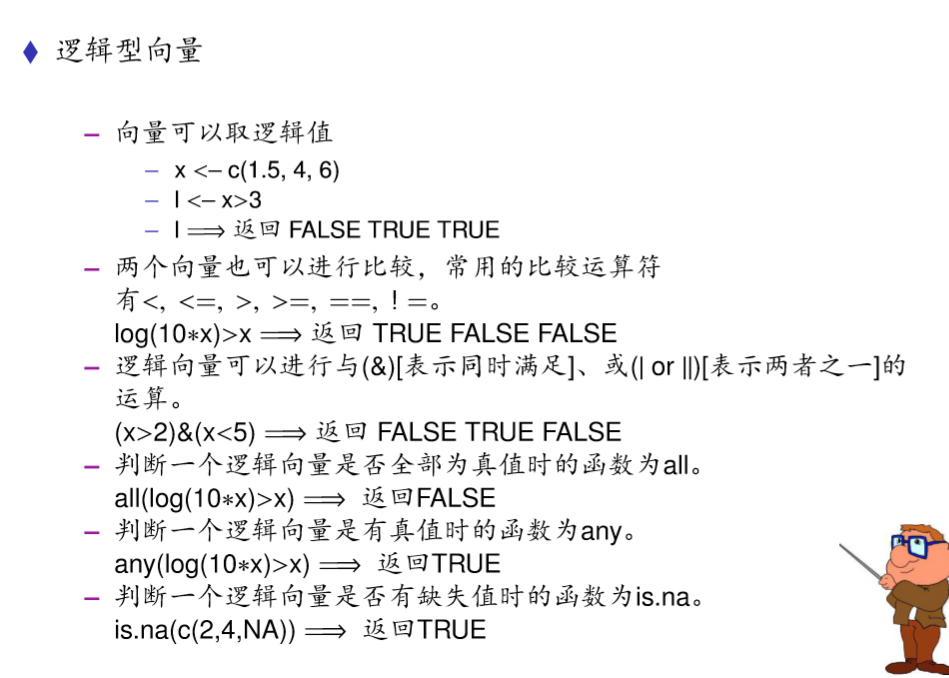 逻辑型向量
– 向量可以取逻辑值
– x <– c(1.5, 4, 6)
– l <– x>3
– l ⟹ 返回 FALSE TRUE TRUE
– 两个向量也可以进行比较，常用的比较运算符
有<, <=, >, >=, ==, ! =。
log(10*x)>x ⟹ 返回 TRUE FALSE FALSE
– 逻辑向量可以进行与(&)[表示同时满足]、或(| or ||)[表示两者之一]的
运算。
(x>2)&(x<5) ⟹ 返回 FALSE TRUE FALSE
– 判断一个逻辑向量是否全部为真值时的函数为all。
all(log(10*x)>x) ⟹ 返回FALSE
– 判断一个逻辑向量是有真值时的函数为any。
any(log(10*x)>x) ⟹ 返回TRUE
– 判断一个逻辑向量是否有缺失值时的函数为is.na。
is.na(c(2,4,NA)) ⟹ 返回TRUE